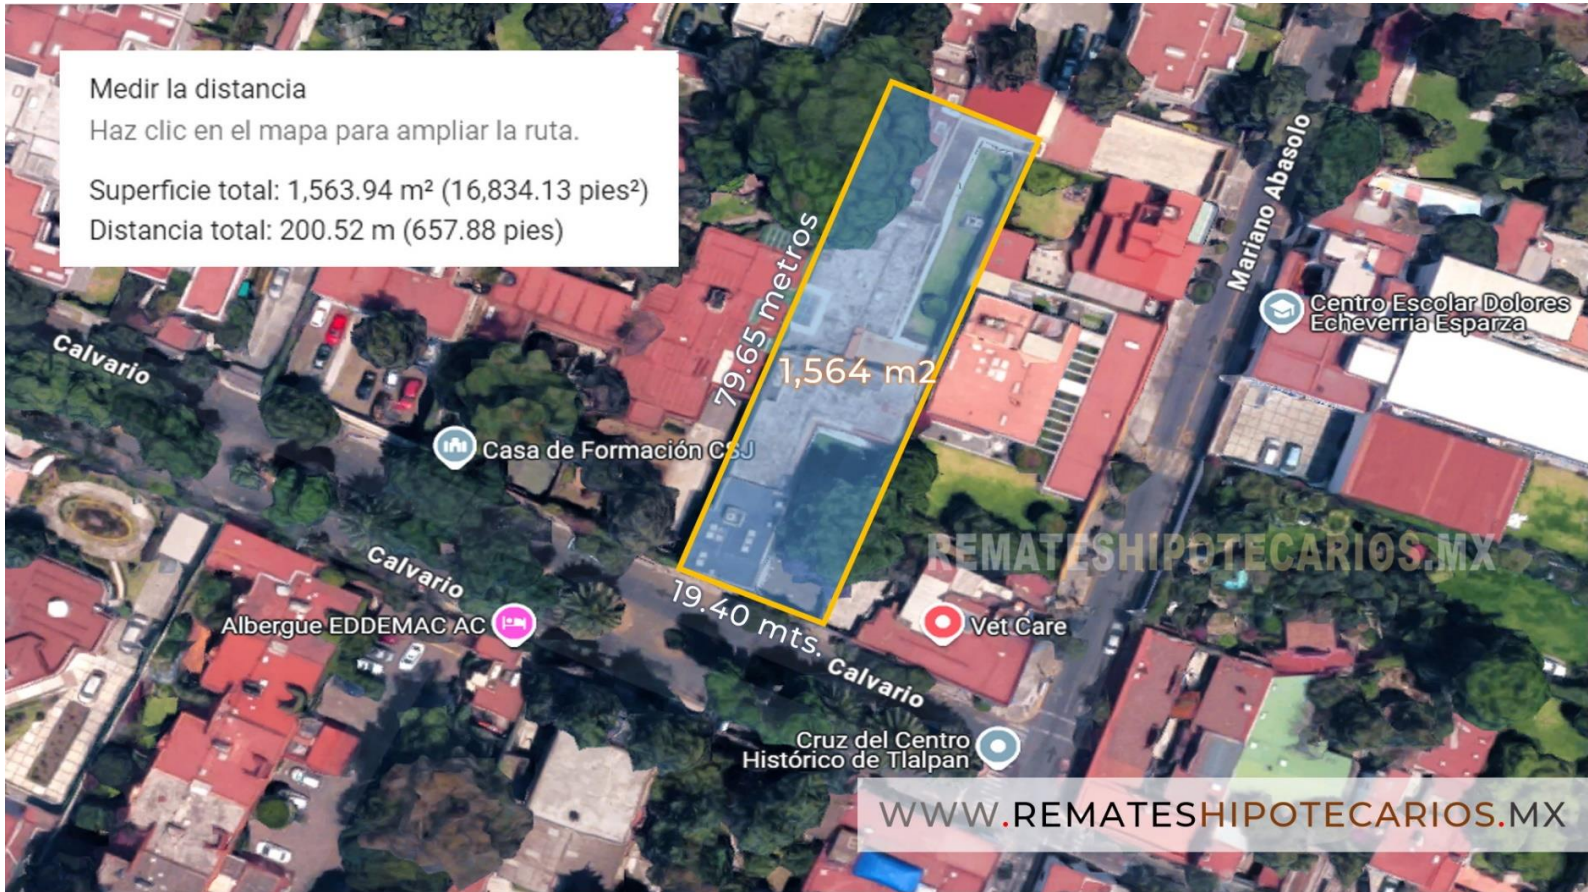 Medir la distancia
Haz clic en el mapa para ampliar la ruta.
Superficie total: 1,563.94 m² (16,834.13 pies²)
Distancia total: 200.52 m (657.88 pies)
Mariano Abasolo
79.65 metros
Centro Escolar Dolores
Echeverria Esparza
Calvario
1,564 m2
Casa de Formación CSJ
REMATESHIPOTECARIOS.MX
Calvario
19.40 mts.
Albergue EDDEMAC AC
Vet Care
Calvario
Cruz del Centro
Histórico de Tlalpan
WWW.REMATESHIPOTECARIOS.MX